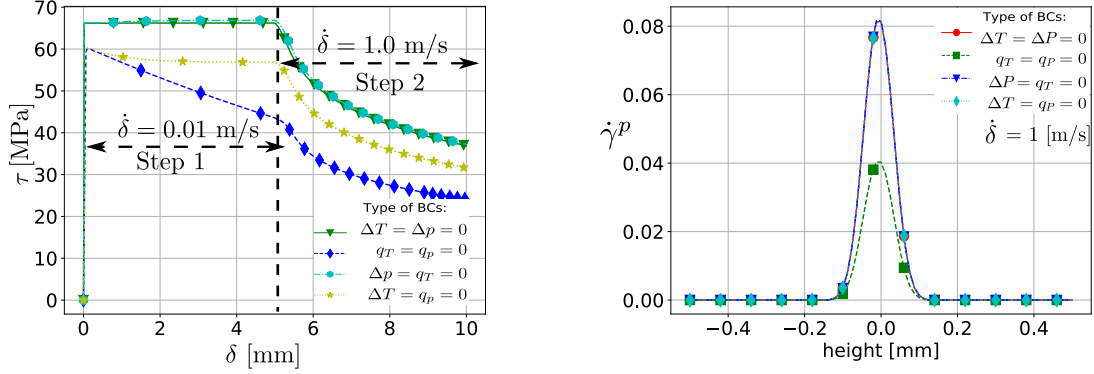 70
60
50
40
30
20
10
0
τ [MPa]
δ̇ = 0.01 m/s
Step 1
δ̇ = 1.0 m/s
Step 2
Type of BCs:
ΔT = Δp = 0
q_T = q_p = 0
Δp = q_T = 0
ΔT = q_p = 0
0 2 4 6 8 10
δ [mm]
0.08
0.06
0.04
0.02
0.00
γ̇^p
Type of BCs:
ΔT = ΔP = 0
q_T = q_P = 0
ΔP = q_T = 0
ΔT = q_P = 0
δ̇ = 1 [m/s]
−0.4 −0.2 0.0 0.2 0.4
height [mm]